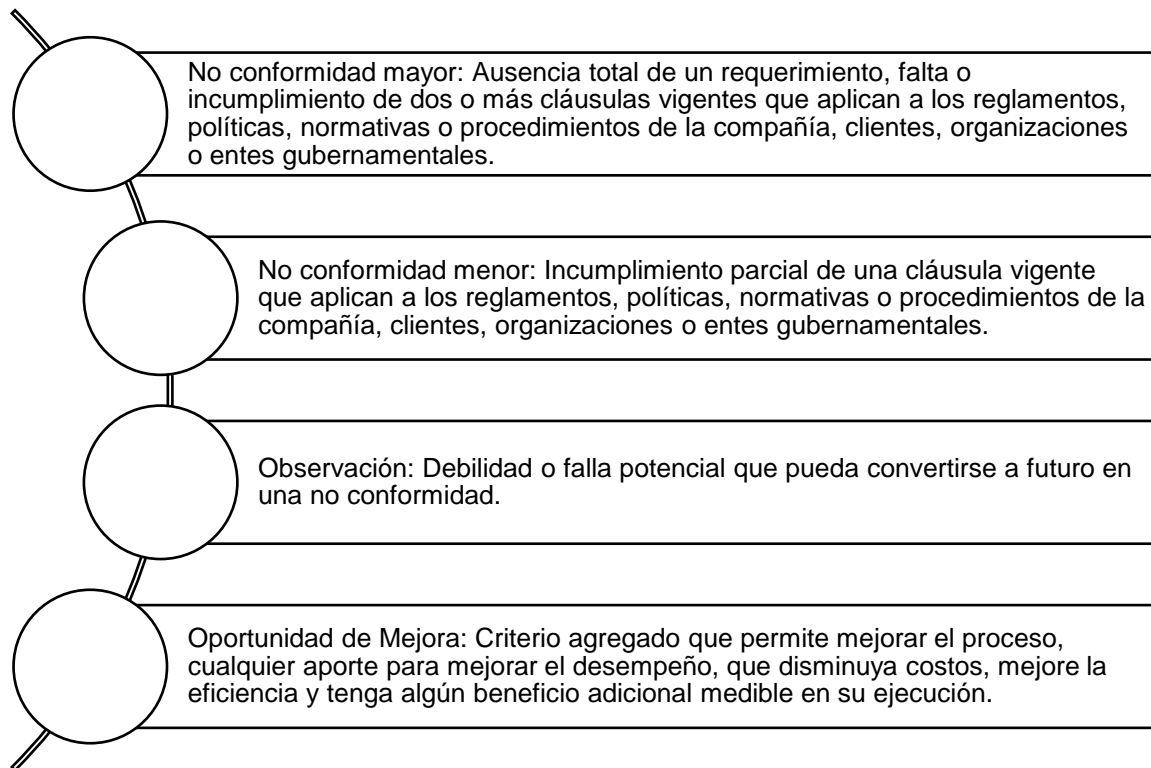 No conformidad mayor: Ausencia total de un requerimiento, falta o
incumplimiento de dos o más cláusulas vigentes que aplican a los reglamentos,
políticas, normativas o procedimientos de la compañía, clientes, organizaciones
o entes gubernamentales.
No conformidad menor: Incumplimiento parcial de una cláusula vigente
que aplican a los reglamentos, políticas, normativas o procedimientos de la
compañía, clientes, organizaciones o entes gubernamentales.
Observación: Debilidad o falla potencial que pueda convertirse a futuro en
una no conformidad.
Oportunidad de Mejora: Criterio agregado que permite mejorar el proceso,
cualquier aporte para mejorar el desempeño, que disminuya costos, mejore la
eficiencia y tenga algún beneficio adicional medible en su ejecución.